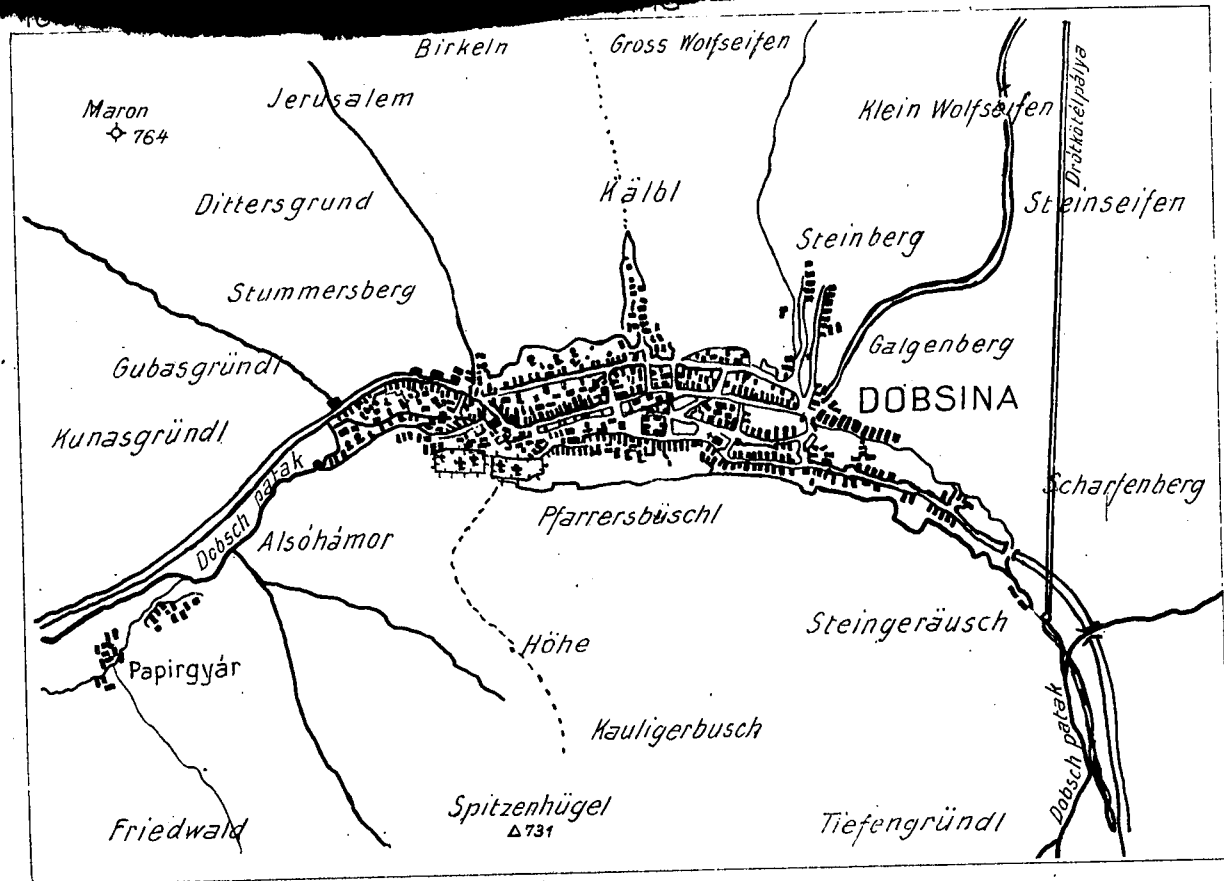 Birkeln
Gross Wolfseifen
Jerusalem
Klein Wolfseifen
Drótkötélpálya
Maron
764
Kälbl
Dittersgrund
Steinseifen
Steinberg
Stummersberg
Galgenberg
Gubasgründl
DOBSINA
Kunasgründl
Scharfenberg
Pfarrersbüschl
Dobsch patak
Alsóhámor
Steingeräusch
Höhe
Papirgyár
Kauligerbusch
Dobsch patak
Spitzenhügel
731
Friedwald
Tiefengründl